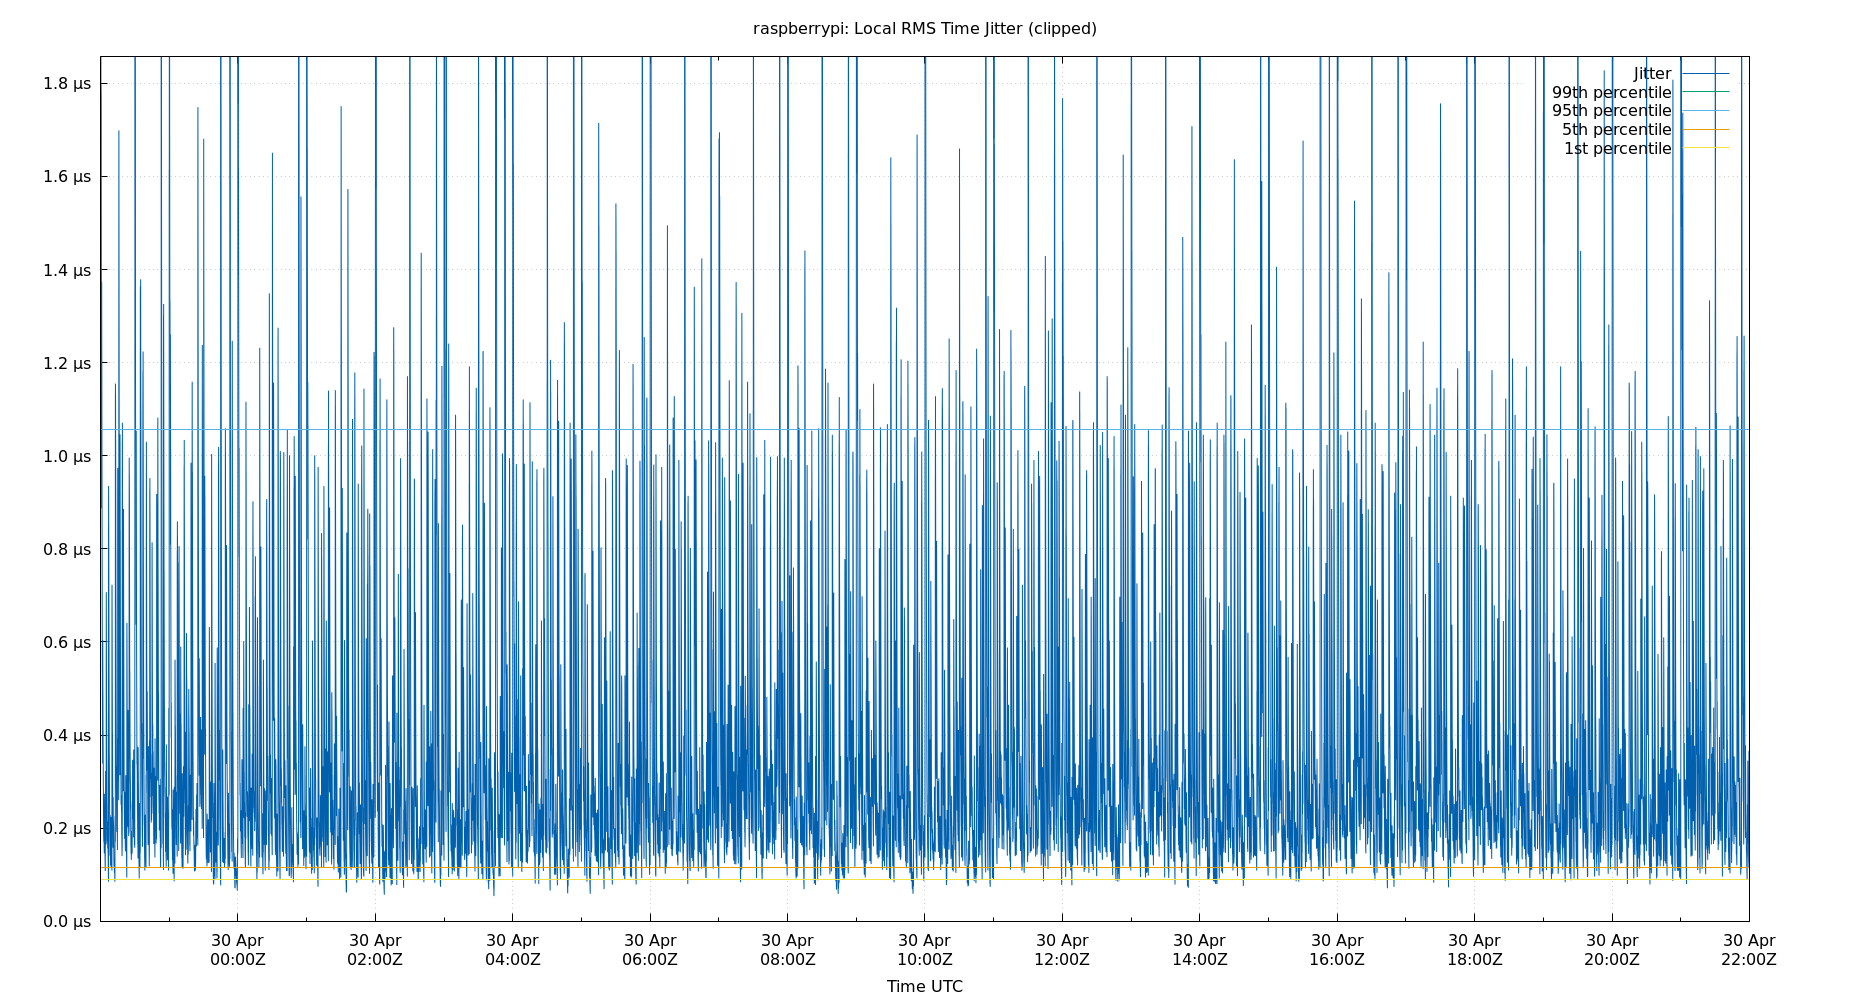 raspberrypi: Local RMS Time Jitter (clipped)
1.8 μs
1.6 μs
1.4 μs
1.2 μs
1.0 μs
0.8 μs
0.6 μs
0.4 μs
0.2 μs
0.0 μs
Jitter
99th percentile
95th percentile
5th percentile
1st percentile
30 Apr
00:00Z
30 Apr
02:00Z
30 Apr
04:00Z
30 Apr
06:00Z
30 Apr
08:00Z
30 Apr
10:00Z
30 Apr
12:00Z
30 Apr
14:00Z
30 Apr
16:00Z
30 Apr
18:00Z
30 Apr
20:00Z
30 Apr
22:00Z
Time UTC